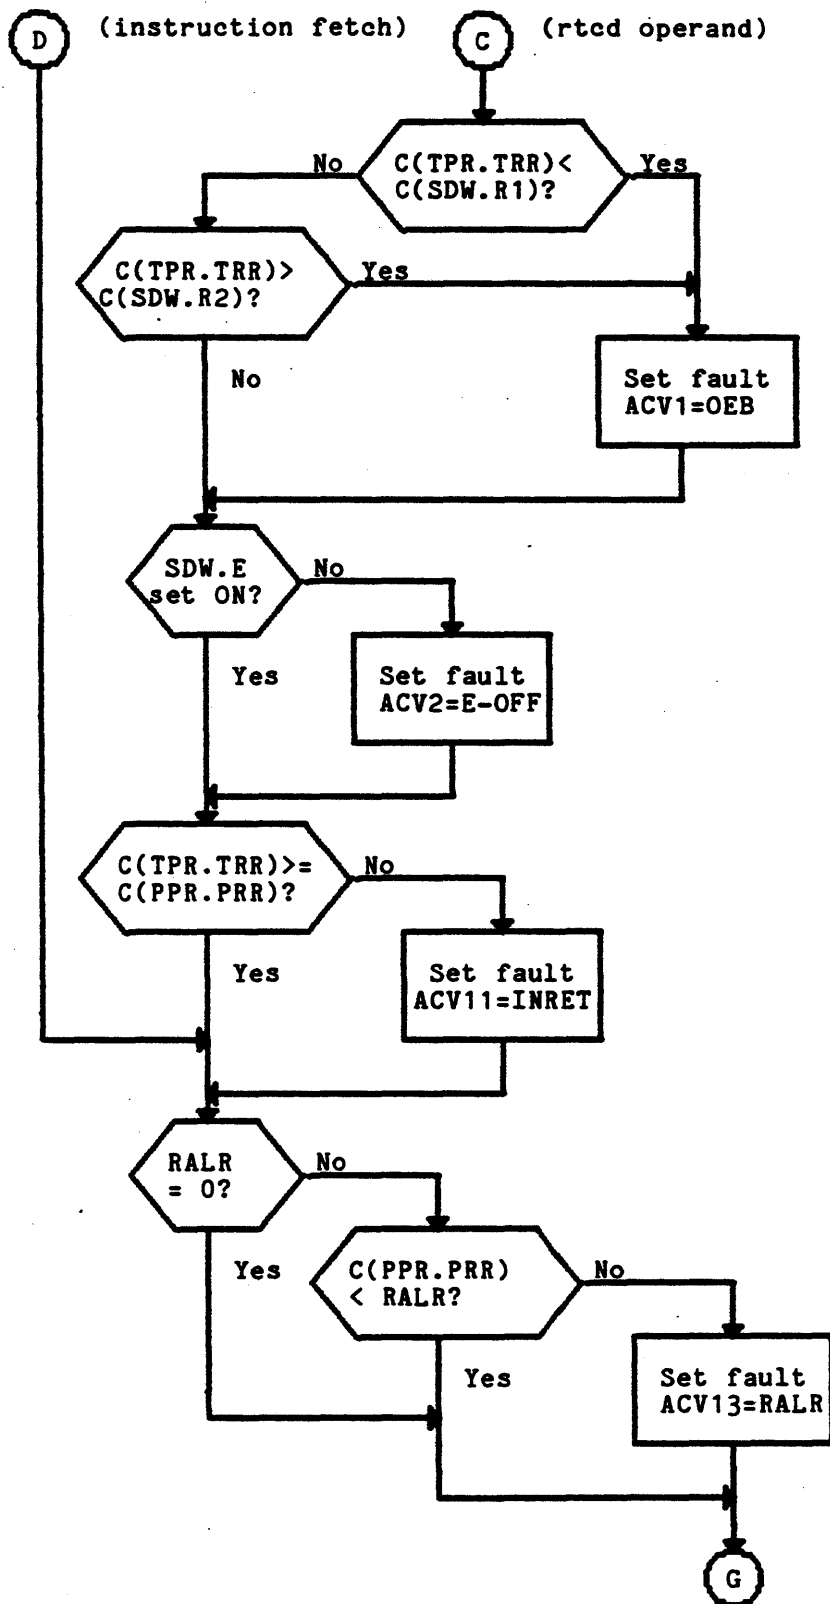 D (instruction fetch) C (rtcd operand)
No C(TPR.TRR)< Yes
C(SDW.R1)?
C(TPR.TRR)> Yes
C(SDW.R2)?
No
Set fault
ACV1=OEB
SDW.E No
set ON?
Yes
Set fault
ACV2=E-OFF
C(TPR.TRR)>= No
C(PPR.PRR)?
Yes
Set fault
ACV11=INRET
RALR No
= 0?
Yes
C(PPR.PRR) No
< RALR?
Yes
Set fault
ACV13=RALR
G